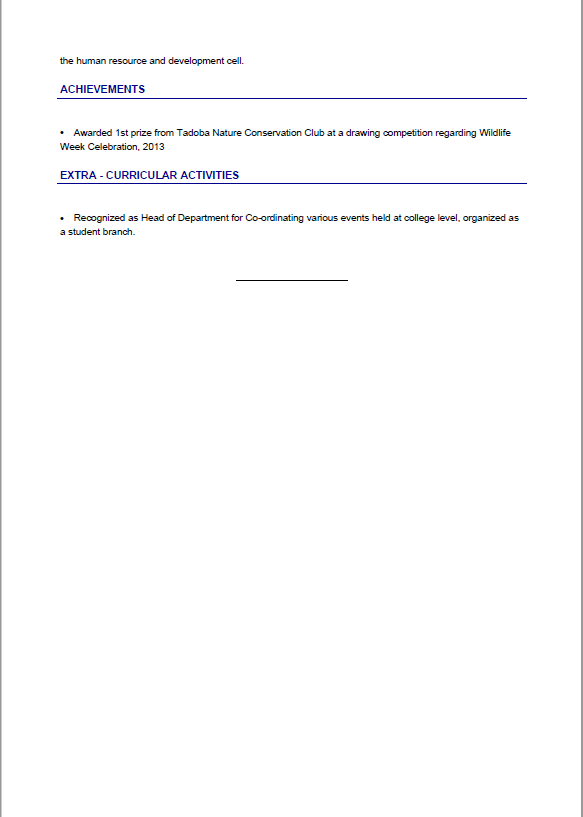 the human resource and development cell.
ACHIEVEMENTS
• Awarded 1st prize from Tadoba Nature Conservation Club at a drawing competition regarding Wildlife
Week Celebration, 2013
EXTRA - CURRICULAR ACTIVITIES
• Recognized as Head of Department for Co-ordinating various events held at college level, organized as
a student branch.